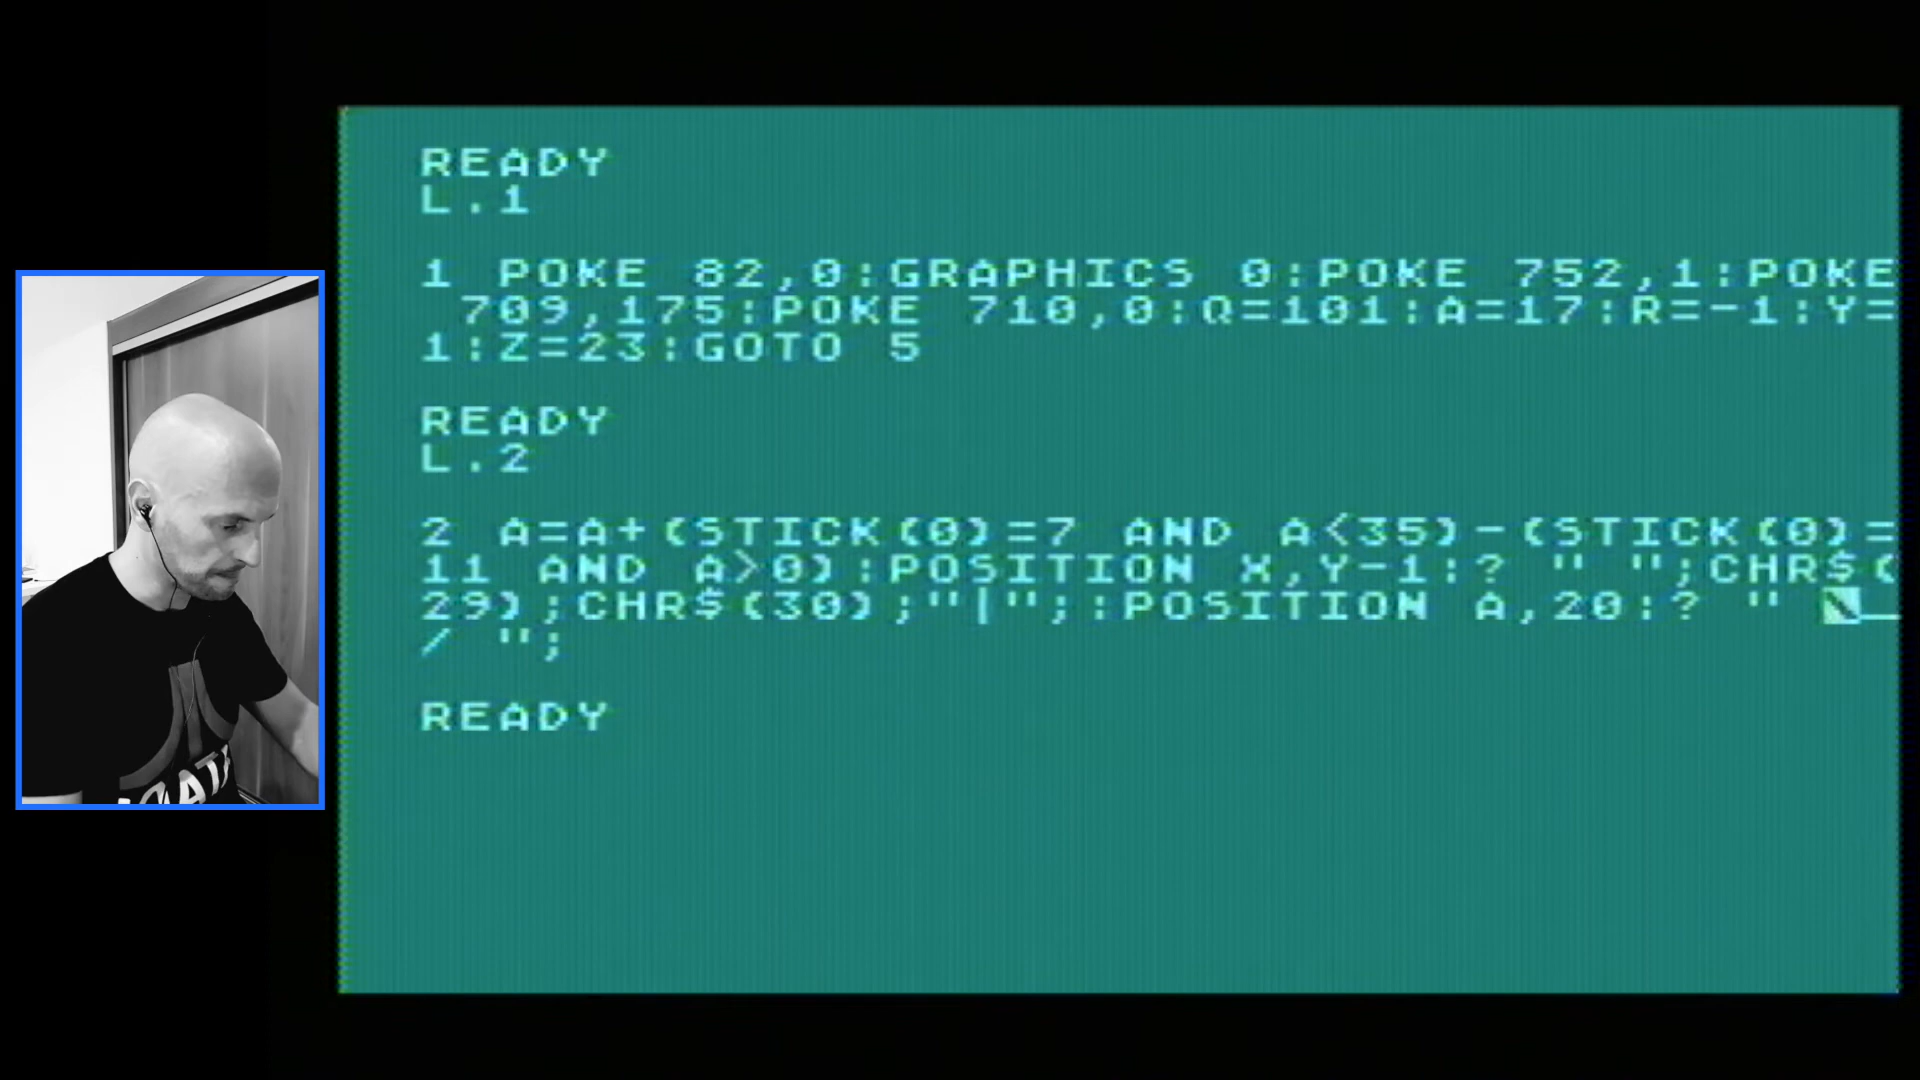 READY
L.1
1 POKE 82,0:GRAPHICS 0:POKE 752,1:POKE
709,175:POKE 710,0:Q=101:A=17:R=-1:Y=
1:Z=23:GOTO 5
READY
L.2
2 A=A+(STICK(0)=7 AND A<35)-(STICK(0)=
11 AND A>0):POSITION X,Y-1:? " ";CHR$(
29);CHR$(30);"|";:POSITION A,20:? " \_
/ ";
READY